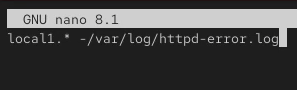 GNU nano 8.1
local1.* -/var/log/httpd-error.log